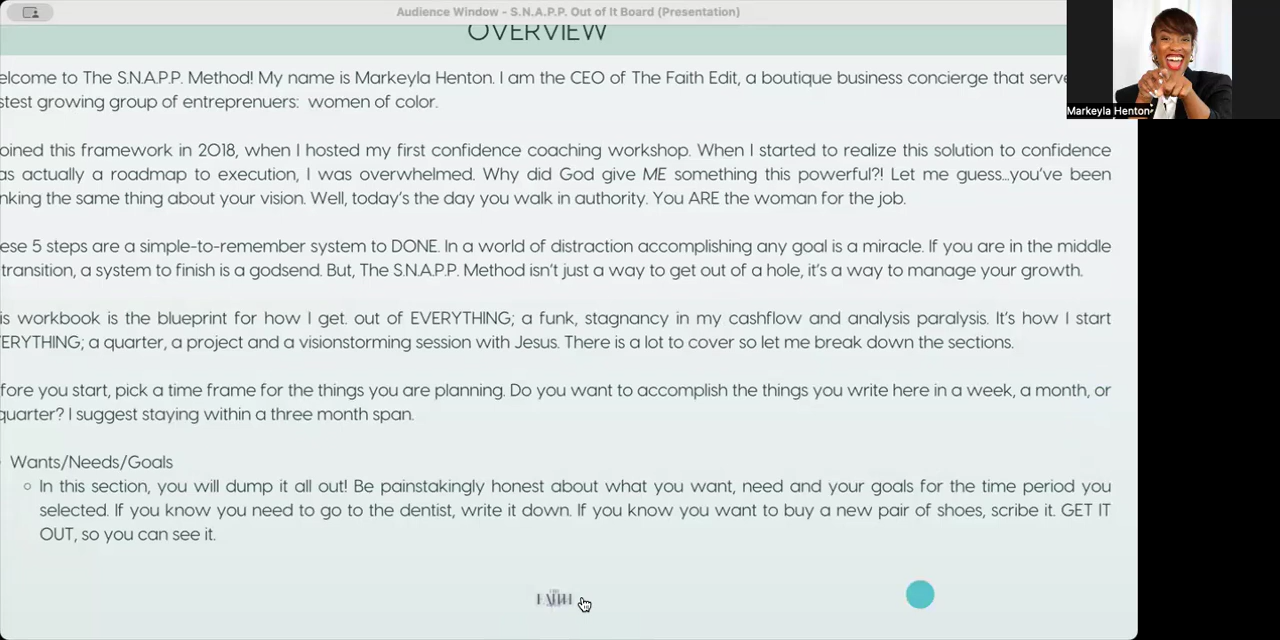 Audience Window - S.N.A.P.P. Out of It Board (Presentation)
OVERVIEW
elcome to The S.N.A.P.P. Method! My name is Markeyla Henton. I am the CEO of The Faith Edit, a boutique business concierge that serve
stest growing group of entreprenuers: women of color.
oined this framework in 2018, when I hosted my first confidence coaching workshop. When I started to realize this solution to confidence
as actually a roadmap to execution, I was overwhelmed. Why did God give ME something this powerful?! Let me guess...you've been
nking the same thing about your vision. Well, today's the day you walk in authority. You ARE the woman for the job.
ese 5 steps are a simple-to-remember system to DONE. In a world of distraction accomplishing any goal is a miracle. If you are in the middle
transition, a system to finish is a godsend. But, The S.N.A.P.P. Method isn't just a way to get out of a hole, it's a way to manage your growth.
is workbook is the blueprint for how I get. out of EVERYTHING; a funk, stagnancy in my cashflow and analysis paralysis. It's how I start
ERYTHING; a quarter, a project and a visionstorming session with Jesus. There is a lot to cover so let me break down the sections.
fore you start, pick a time frame for the things you are planning. Do you want to accomplish the things you write here in a week, a month, or
quarter? I suggest staying within a three month span.
Wants/Needs/Goals
In this section, you will dump it all out! Be painstakingly honest about what you want, need and your goals for the time period you
selected. If you know you need to go to the dentist, write it down. If you know you want to buy a new pair of shoes, scribe it. GET IT
OUT, so you can see it.
FAITH
Markeyla Henton